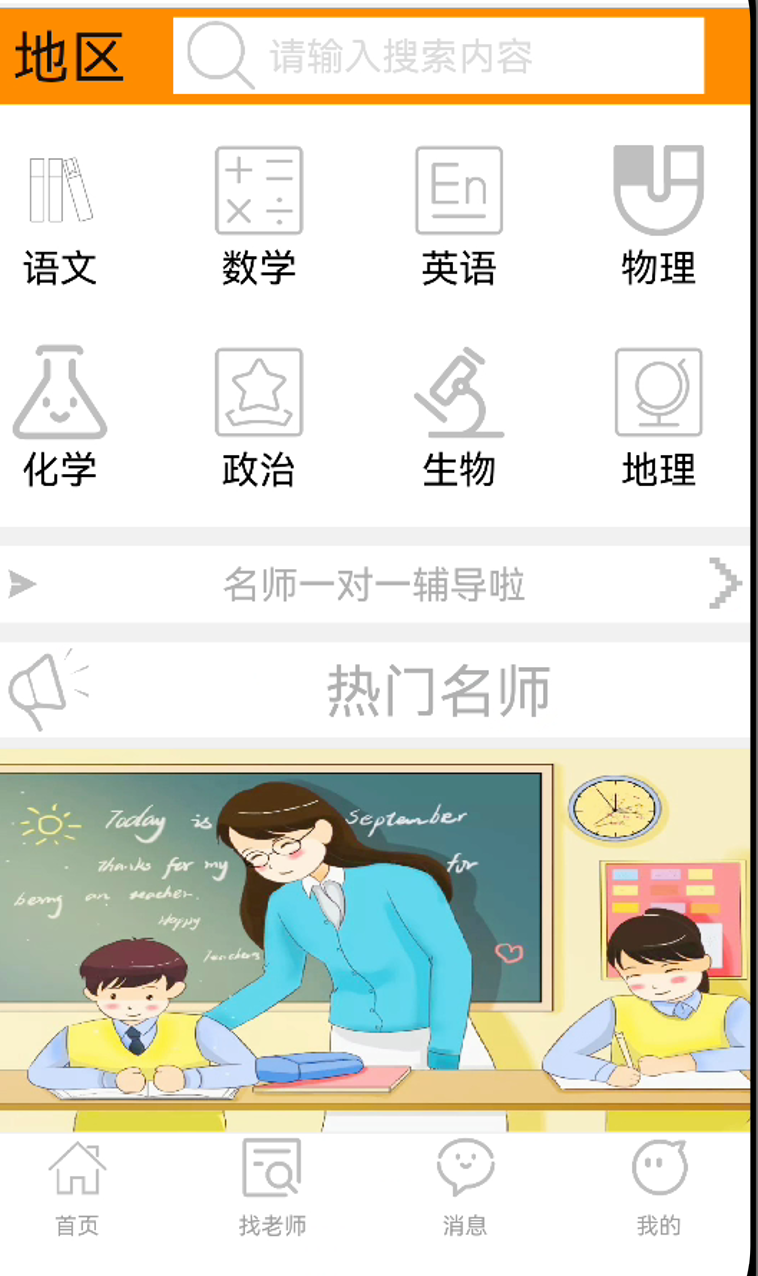 地区 请输入搜索内容
En
语文 数学 英语 物理
化学 政治 生物 地理
名师一对一辅导啦
热门名师
Today is september
thanks for my for
being an teacher.
Happy
Teachers
首页 找老师 消息 我的